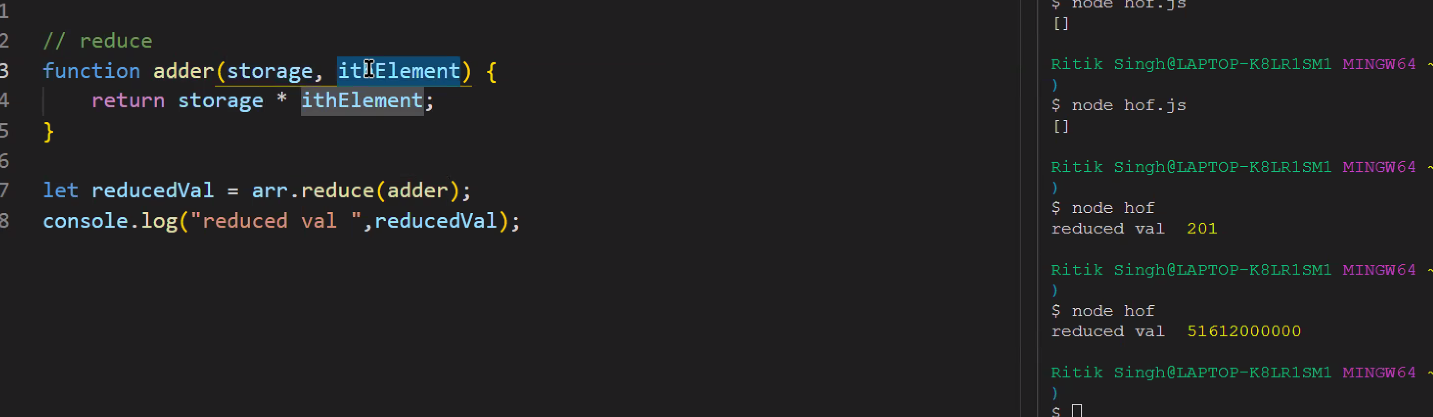 1
2 // reduce
3 function adder(storage, ithElement) {
4 return storage * ithElement;
5 }
6
7 let reducedVal = arr.reduce(adder);
8 console.log("reduced val ",reducedVal);
$ node hof.js
[]
Ritik Singh@LAPTOP-K8LR1SM1 MINGW64 ~
)
$ node hof.js
[]
Ritik Singh@LAPTOP-K8LR1SM1 MINGW64 ~
)
$ node hof
reduced val 201
Ritik Singh@LAPTOP-K8LR1SM1 MINGW64 ~
)
$ node hof
reduced val 51612000000
Ritik Singh@LAPTOP-K8LR1SM1 MINGW64 ~
)
$